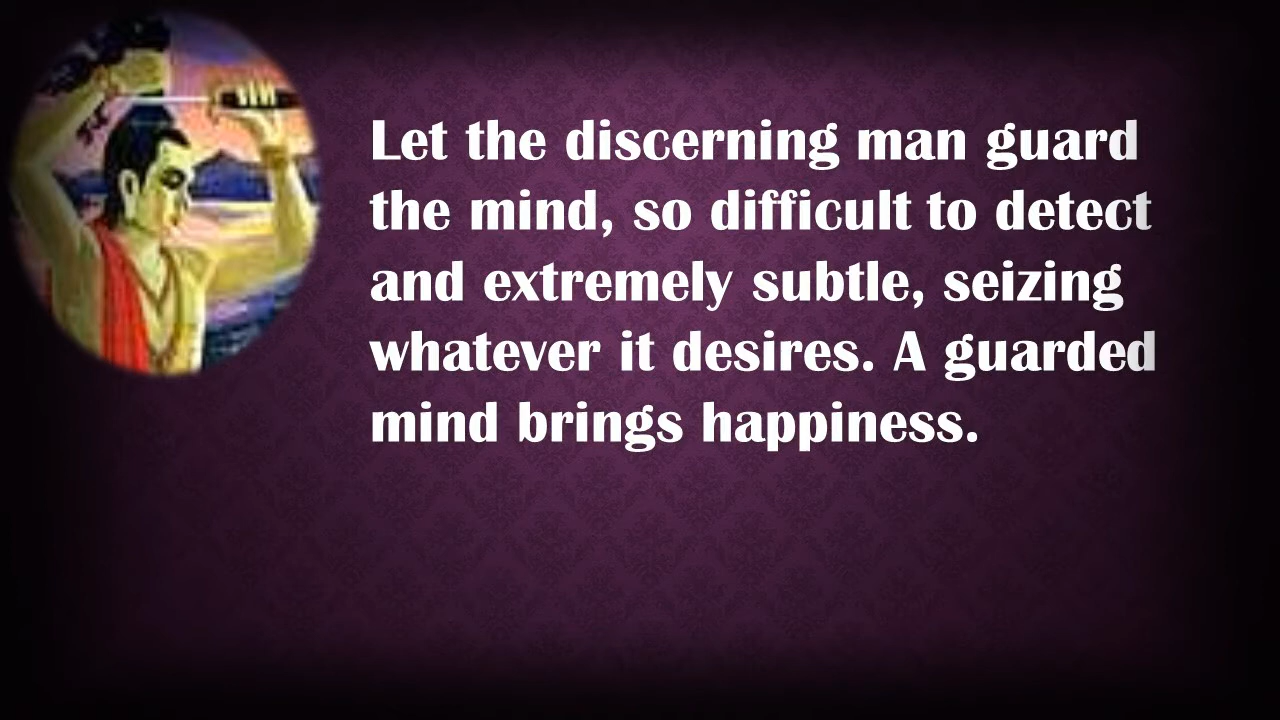 Let the discerning man guard
the mind, so difficult to detect
and extremely subtle, seizing
whatever it desires. A guarded
mind brings happiness.